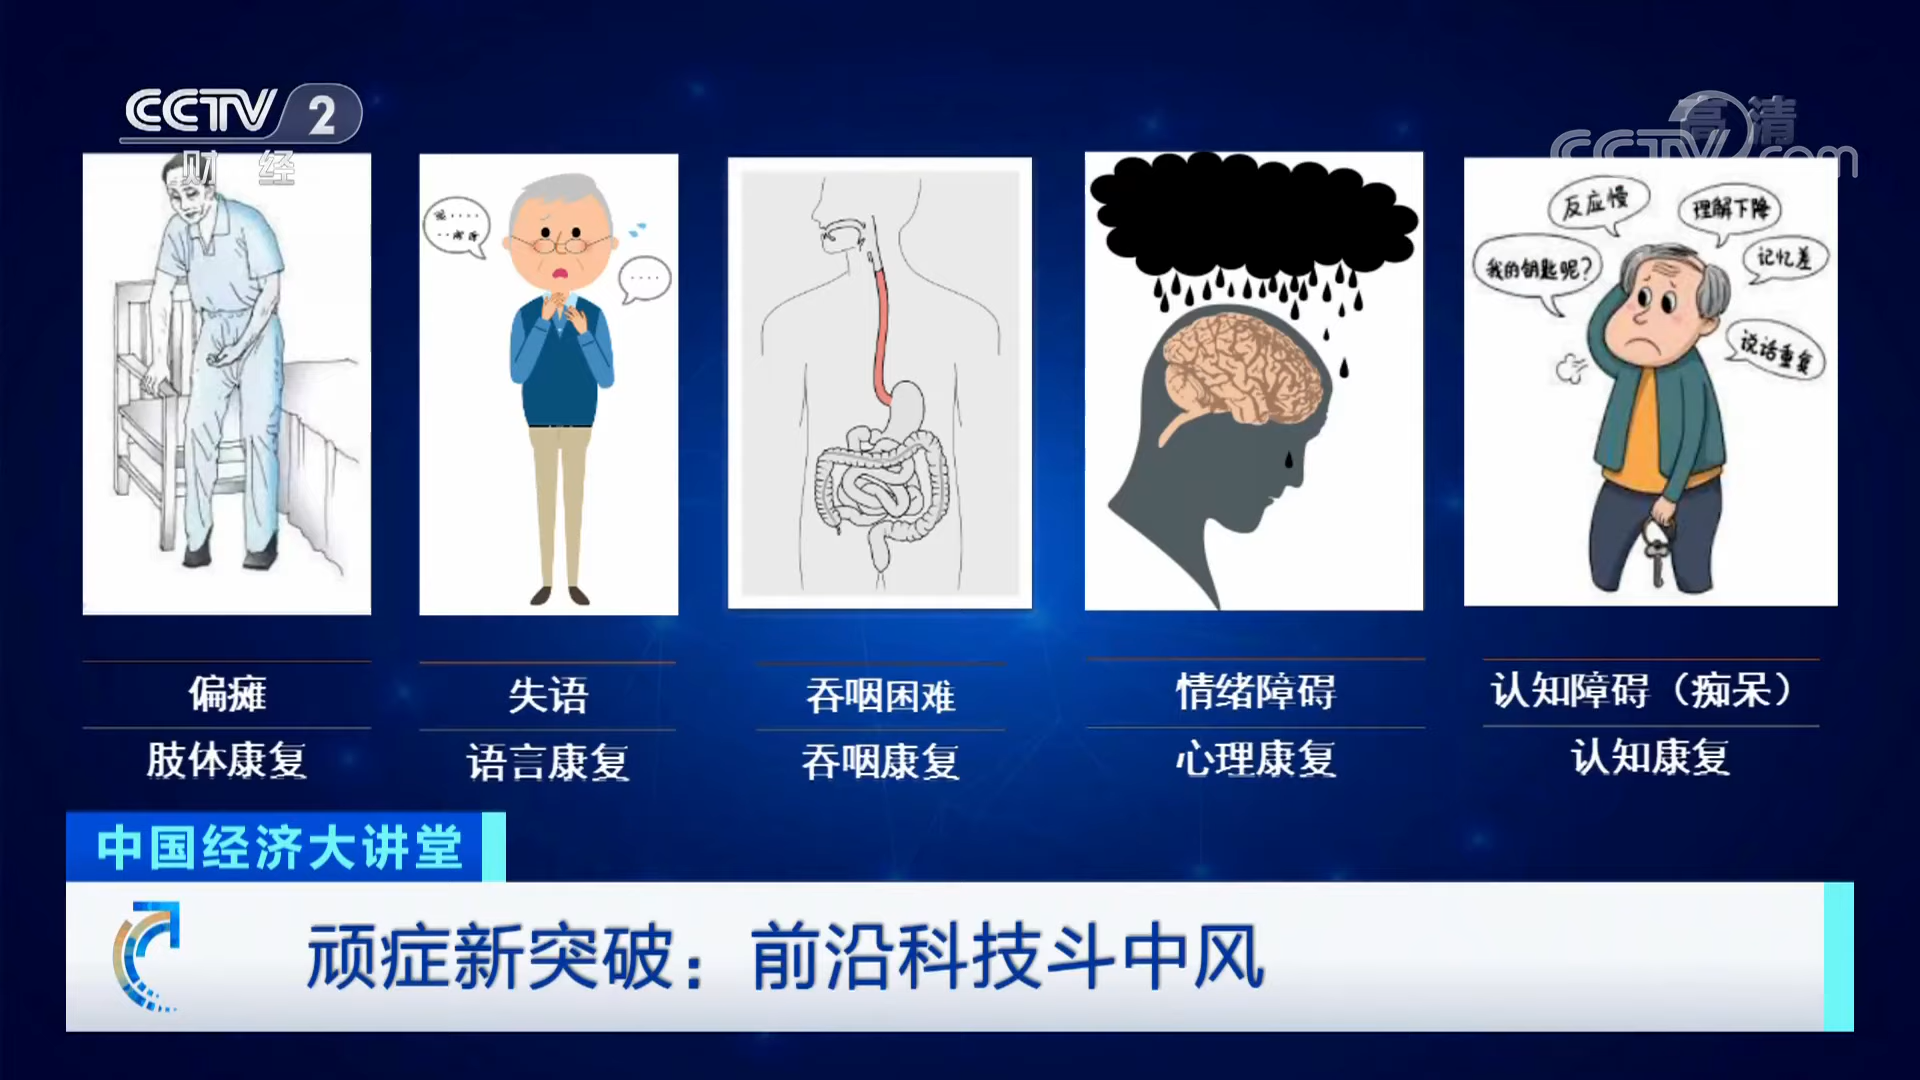 CCTV 2
财 经
高清
CCTV.com
反应慢
理解下降
我的钥匙呢?
记忆差
说话重复
偏瘫
失语
吞咽困难
情绪障碍
认知障碍（痴呆）
肢体康复
语言康复
吞咽康复
心理康复
认知康复
中国经济大讲堂
顽症新突破：前沿科技斗中风